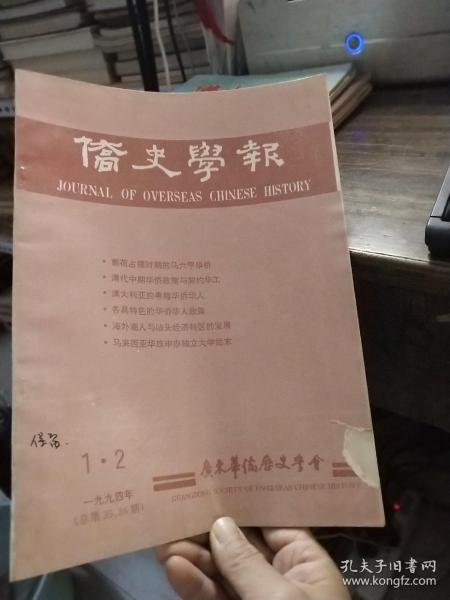 僑史學報
JOURNAL OF OVERSEAS CHINESE HISTORY
• 葡荷占领时期的马六甲华侨
• 清代中期华侨政策与契约华工
• 澳大利亚的粤籍华侨华人
• 各具特色的华侨华人政策
• 海外潮人与汕头经济特区的发展
• 马来西亚华族申办独立大学始末
保留.
1·2
一九九四年
（总第35、36期）
廣東華僑歷史學會
GUANGDONG SOCIETY OF OVERSEAS CHINESE HISTORY
孔夫子旧书网
www.kongfz.com